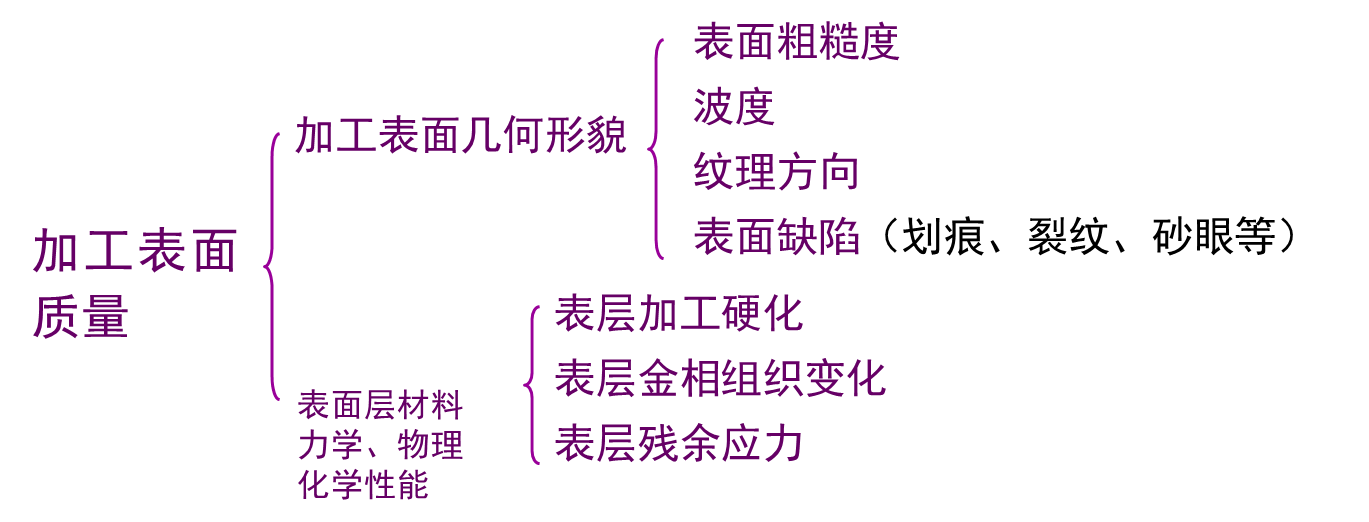 加工表面
质量
加工表面几何形貌
表面粗糙度
波度
纹理方向
表面缺陷（划痕、裂纹、砂眼等）
表面层材料
力学、物理
化学性能
表层加工硬化
表层金相组织变化
表层残余应力